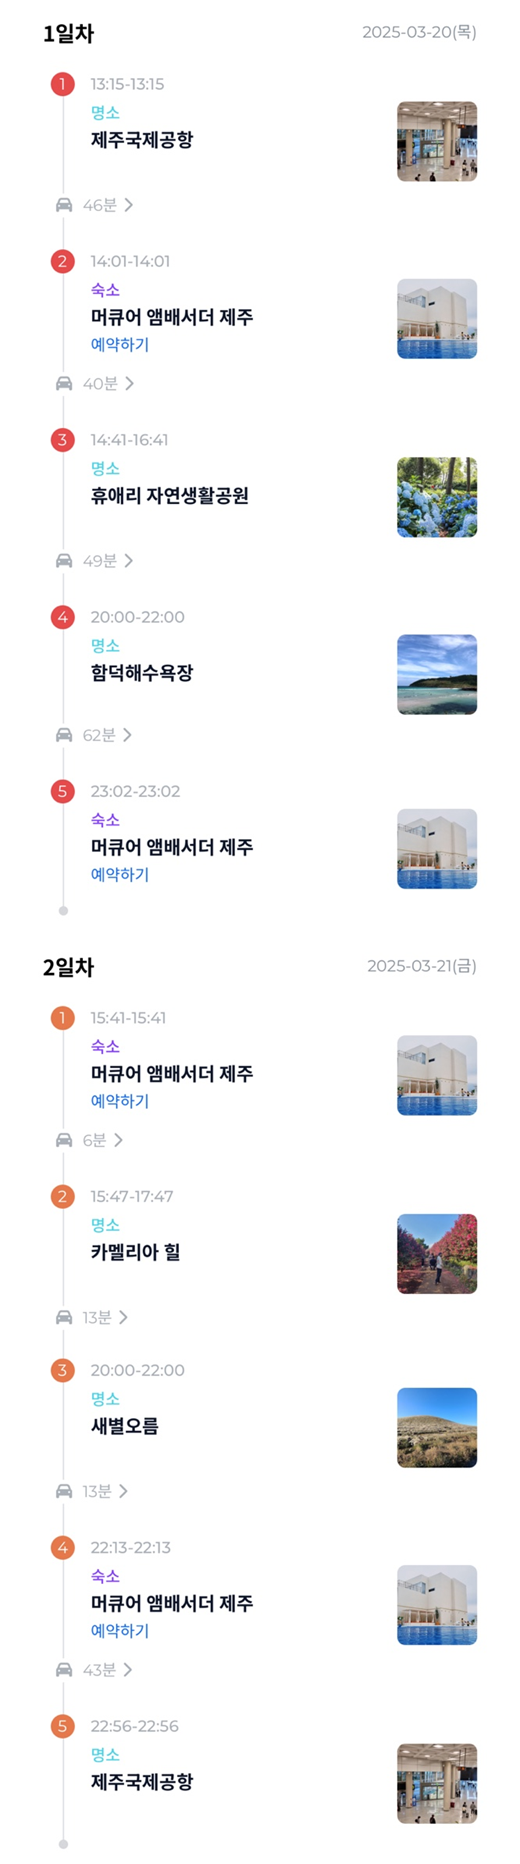 1일차 2025-03-20(목)
1 13:15-13:15
명소
제주국제공항
46분
2 14:01-14:01
숙소
머큐어 앰배서더 제주
예약하기
40분
3 14:41-16:41
명소
휴애리 자연생활공원
49분
4 20:00-22:00
명소
함덕해수욕장
62분
5 23:02-23:02
숙소
머큐어 앰배서더 제주
예약하기
2일차 2025-03-21(금)
1 15:41-15:41
숙소
머큐어 앰배서더 제주
예약하기
6분
2 15:47-17:47
명소
카멜리아 힐
13분
3 20:00-22:00
명소
새별오름
13분
4 22:13-22:13
숙소
머큐어 앰배서더 제주
예약하기
43분
5 22:56-22:56
명소
제주국제공항